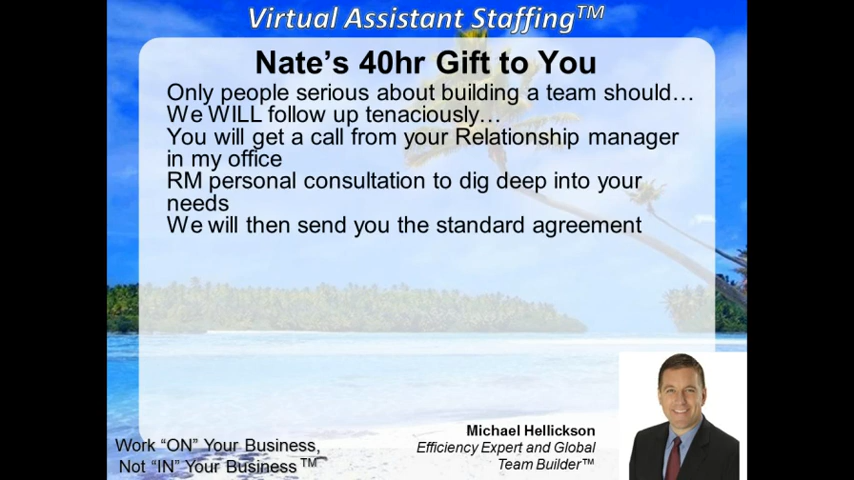 Virtual Assistant Staffing™
Nate's 40hr Gift to You
Only people serious about building a team should…
We WILL follow up tenaciously…
You will get a call from your Relationship manager
in my office
RM personal consultation to dig deep into your
needs
We will then send you the standard agreement
Michael Hellickson
Efficiency Expert and Global
Team Builder™
Work “ON” Your Business,
Not “IN” Your Business™